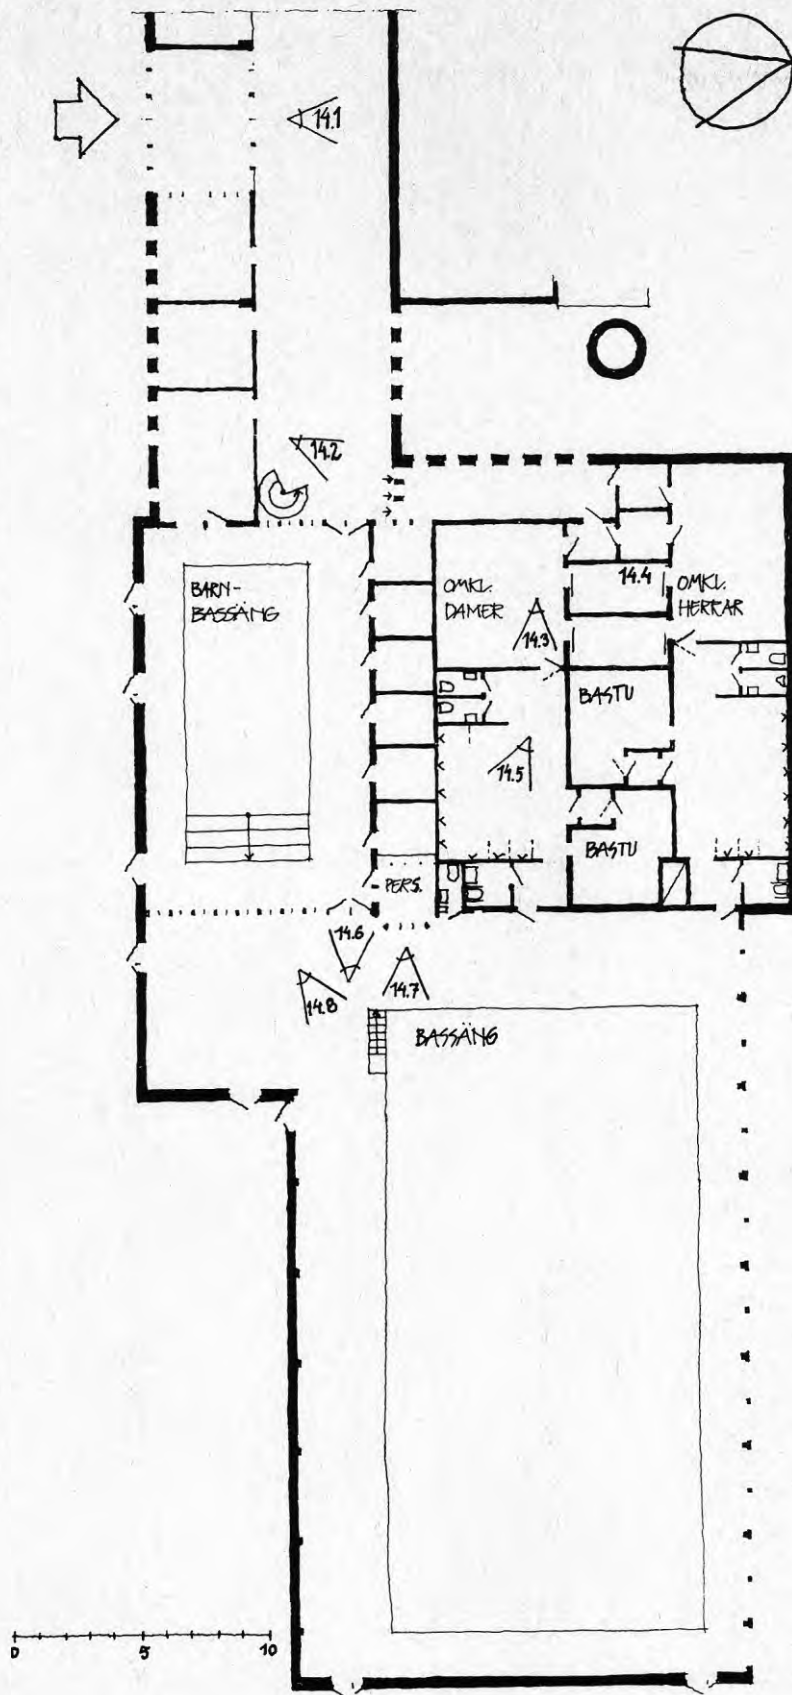 14.1
14.2
BARN-
BASSÄNG
OMKL.
DAMER
14.3
14.4
OMKL.
HERRAR
BASTU
14.5
BASTU
PERS.
14.6
14.7
14.8
BASSÄNG
0 5 10